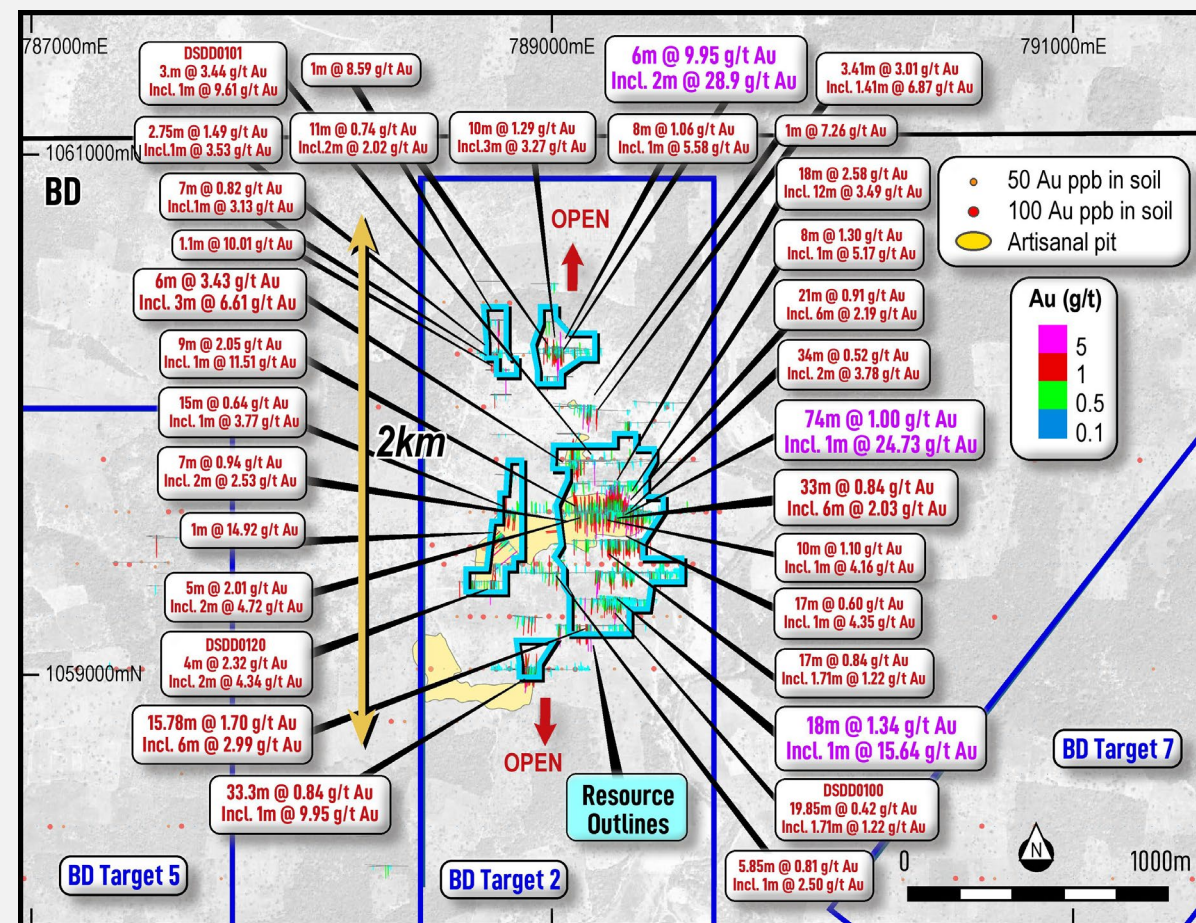 787000mE
789000mE
791000mE
1061000mN
1059000mN
BD
DSDD0101
3.m @ 3.44 g/t Au
Incl. 1m @ 9.61 g/t Au
1m @ 8.59 g/t Au
6m @ 9.95 g/t Au
Incl. 2m @ 28.9 g/t Au
3.41m @ 3.01 g/t Au
Incl. 1.41m @ 6.87 g/t Au
2.75m @ 1.49 g/t Au
Incl.1m @ 3.53 g/t Au
11m @ 0.74 g/t Au
Incl.2m @ 2.02 g/t Au
10m @ 1.29 g/t Au
Incl.3m @ 3.27 g/t Au
8m @ 1.06 g/t Au
Incl. 1m @ 5.58 g/t Au
1m @ 7.26 g/t Au
7m @ 0.82 g/t Au
Incl.1m @ 3.13 g/t Au
1.1m @ 10.01 g/t Au
6m @ 3.43 g/t Au
Incl. 3m @ 6.61 g/t Au
9m @ 2.05 g/t Au
Incl. 1m @ 11.51 g/t Au
15m @ 0.64 g/t Au
Incl. 1m @ 3.77 g/t Au
7m @ 0.94 g/t Au
Incl. 2m @ 2.53 g/t Au
1m @ 14.92 g/t Au
5m @ 2.01 g/t Au
Incl. 2m @ 4.72 g/t Au
DSDD0120
4m @ 2.32 g/t Au
Incl. 2m @ 4.34 g/t Au
15.78m @ 1.70 g/t Au
Incl. 6m @ 2.99 g/t Au
33.3m @ 0.84 g/t Au
Incl. 1m @ 9.95 g/t Au
OPEN
2km
OPEN
Resource
Outlines
18m @ 2.58 g/t Au
Incl. 12m @ 3.49 g/t Au
8m @ 1.30 g/t Au
Incl. 1m @ 5.17 g/t Au
21m @ 0.91 g/t Au
Incl. 6m @ 2.19 g/t Au
34m @ 0.52 g/t Au
Incl. 2m @ 3.78 g/t Au
74m @ 1.00 g/t Au
Incl. 1m @ 24.73 g/t Au
33m @ 0.84 g/t Au
Incl. 6m @ 2.03 g/t Au
10m @ 1.10 g/t Au
Incl. 1m @ 4.16 g/t Au
17m @ 0.60 g/t Au
Incl. 1m @ 4.35 g/t Au
17m @ 0.84 g/t Au
Incl. 1.71m @ 1.22 g/t Au
18m @ 1.34 g/t Au
Incl. 1m @ 15.64 g/t Au
DSDD0100
19.85m @ 0.42 g/t Au
Incl. 1.71m @ 1.22 g/t Au
5.85m @ 0.81 g/t Au
Incl. 1m @ 2.50 g/t Au
50 Au ppb in soil
100 Au ppb in soil
Artisanal pit
Au (g/t)
5
1
0.5
0.1
BD Target 7
BD Target 5
BD Target 2
N
0
1000m